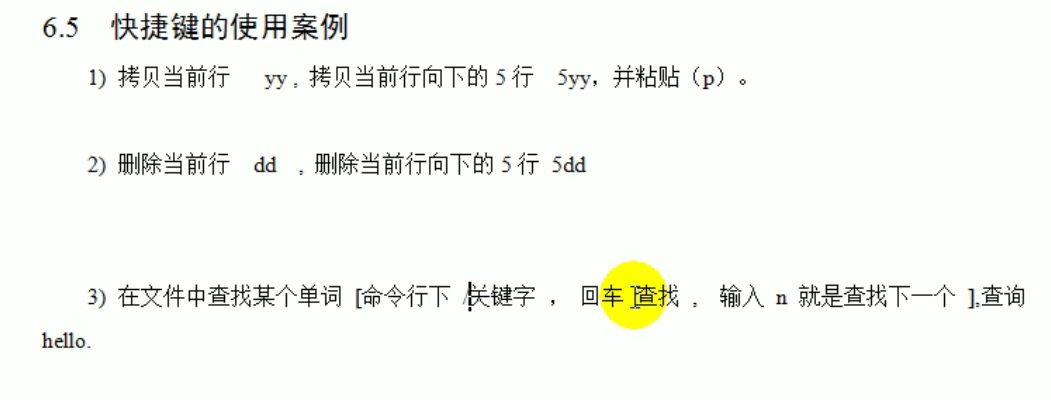 6.5 快捷键的使用案例
1) 拷贝当前行 yy , 拷贝当前行向下的 5 行 5yy，并粘贴（p）。
2) 删除当前行 dd , 删除当前行向下的 5 行 5dd
3) 在文件中查找某个单词 [命令行下 /关键字 ， 回车 ]查找 , 输入 n 就是查找下一个 ],查询
hello.